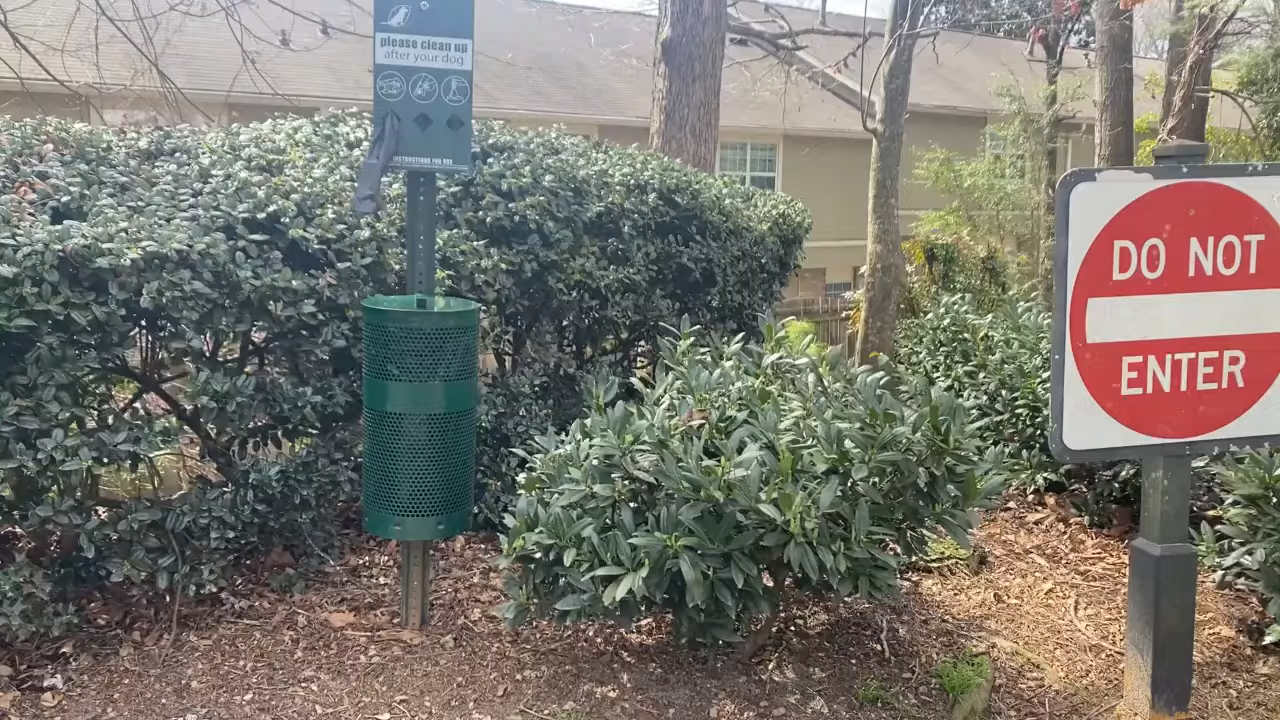 please clean up
after your dog
INSTRUCTIONS FOR USE
DO NOT
ENTER